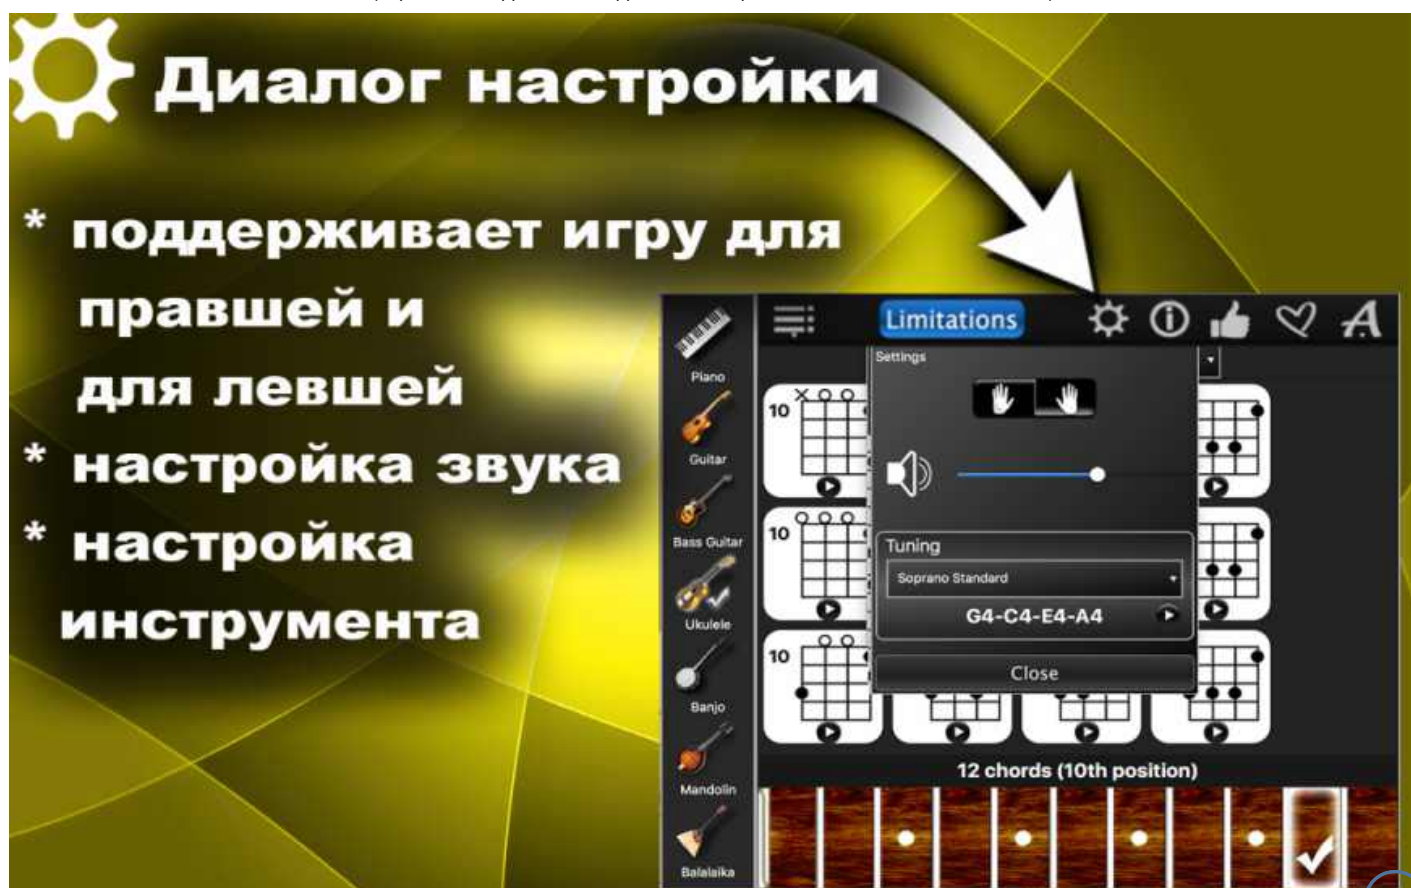 Диалог настройки
* поддерживает игру для
правшей и
для левшей
* настройка звука
* настройка
инструмента
Limitations
Piano
Guitar
Bass Guitar
Ukulele
Banjo
Mandolin
Balalaika
Settings
Tuning
Soprano Standard
G4-C4-E4-A4
Close
10
10
10
12 chords (10th position)